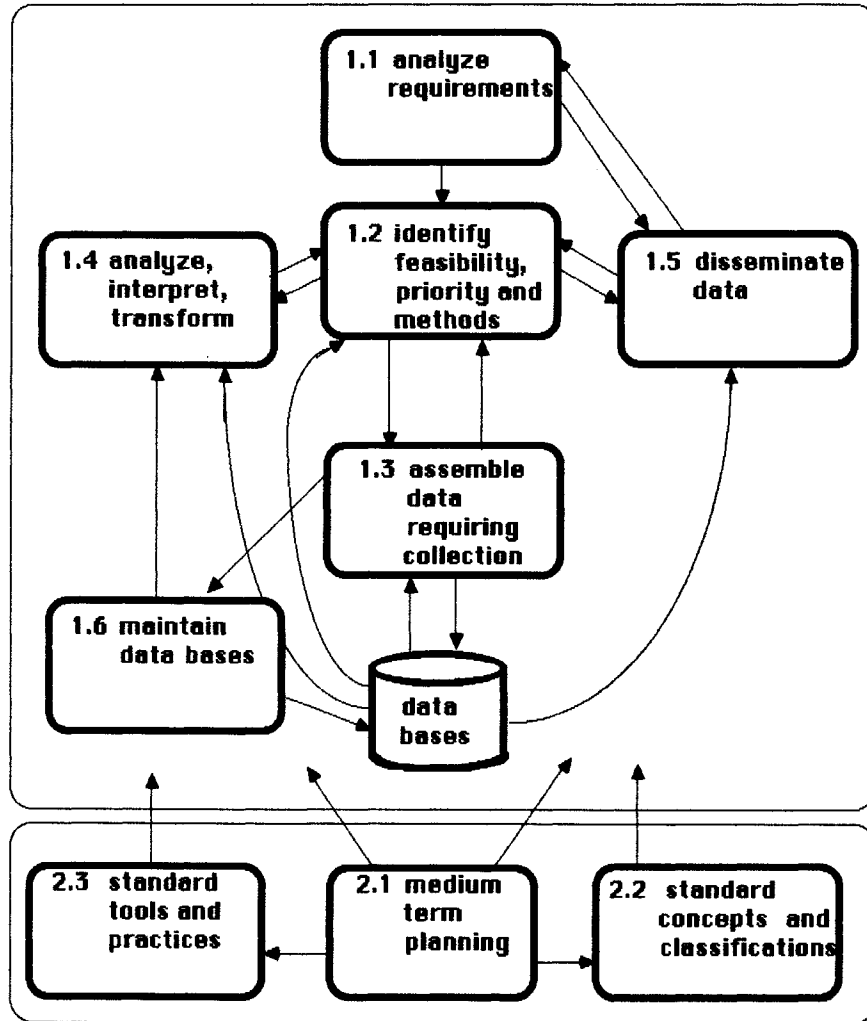 1.1 analyze
requirements
1.2 identify
feasibility,
priority and
methods
1.4 analyze,
interpret,
transform
1.5 disseminate
data
1.3 assemble
data
requiring
collection
1.6 maintain
data bases
data
bases
2.3 standard
tools and
practices
2.1 medium
term
planning
2.2 standard
concepts and
classifications